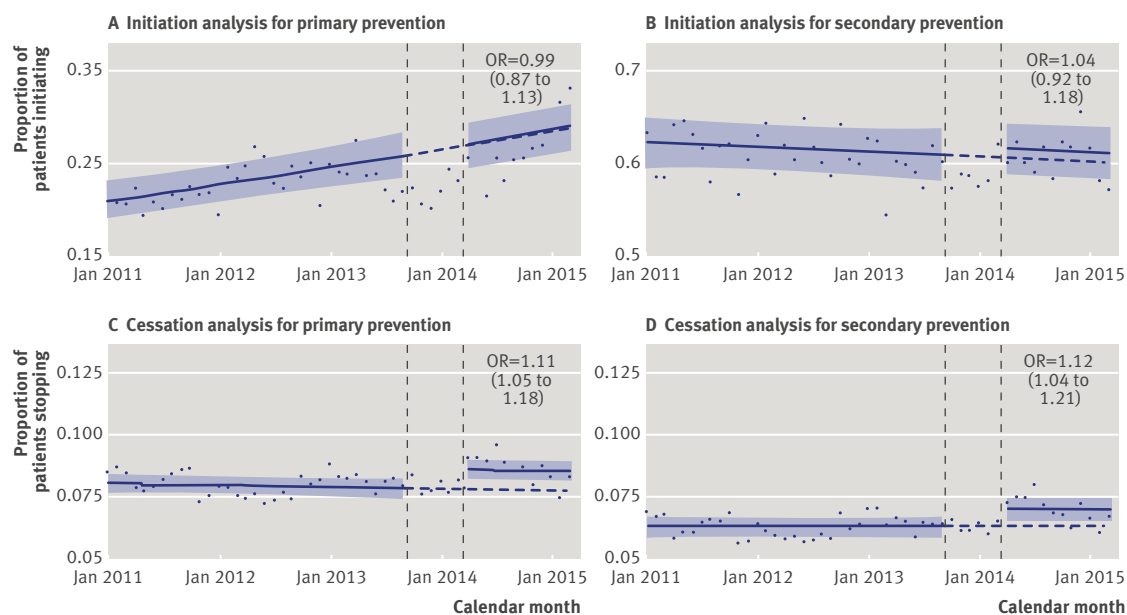 A Initiation analysis for primary prevention
Proportion of
patients initiating
0.35
0.25
0.15
OR=0.99
(0.87 to
1.13)
Jan 2011
Jan 2012
Jan 2013
Jan 2014
Jan 2015
B Initiation analysis for secondary prevention
0.7
0.6
0.5
OR=1.04
(0.92 to
1.18)
Jan 2011
Jan 2012
Jan 2013
Jan 2014
Jan 2015
C Cessation analysis for primary prevention
Proportion of
patients stopping
0.125
0.100
0.075
0.05
OR=1.11
(1.05 to
1.18)
Jan 2011
Jan 2012
Jan 2013
Jan 2014
Jan 2015
Calendar month
D Cessation analysis for secondary prevention
0.125
0.100
0.075
0.05
OR=1.12
(1.04 to
1.21)
Jan 2011
Jan 2012
Jan 2013
Jan 2014
Jan 2015
Calendar month